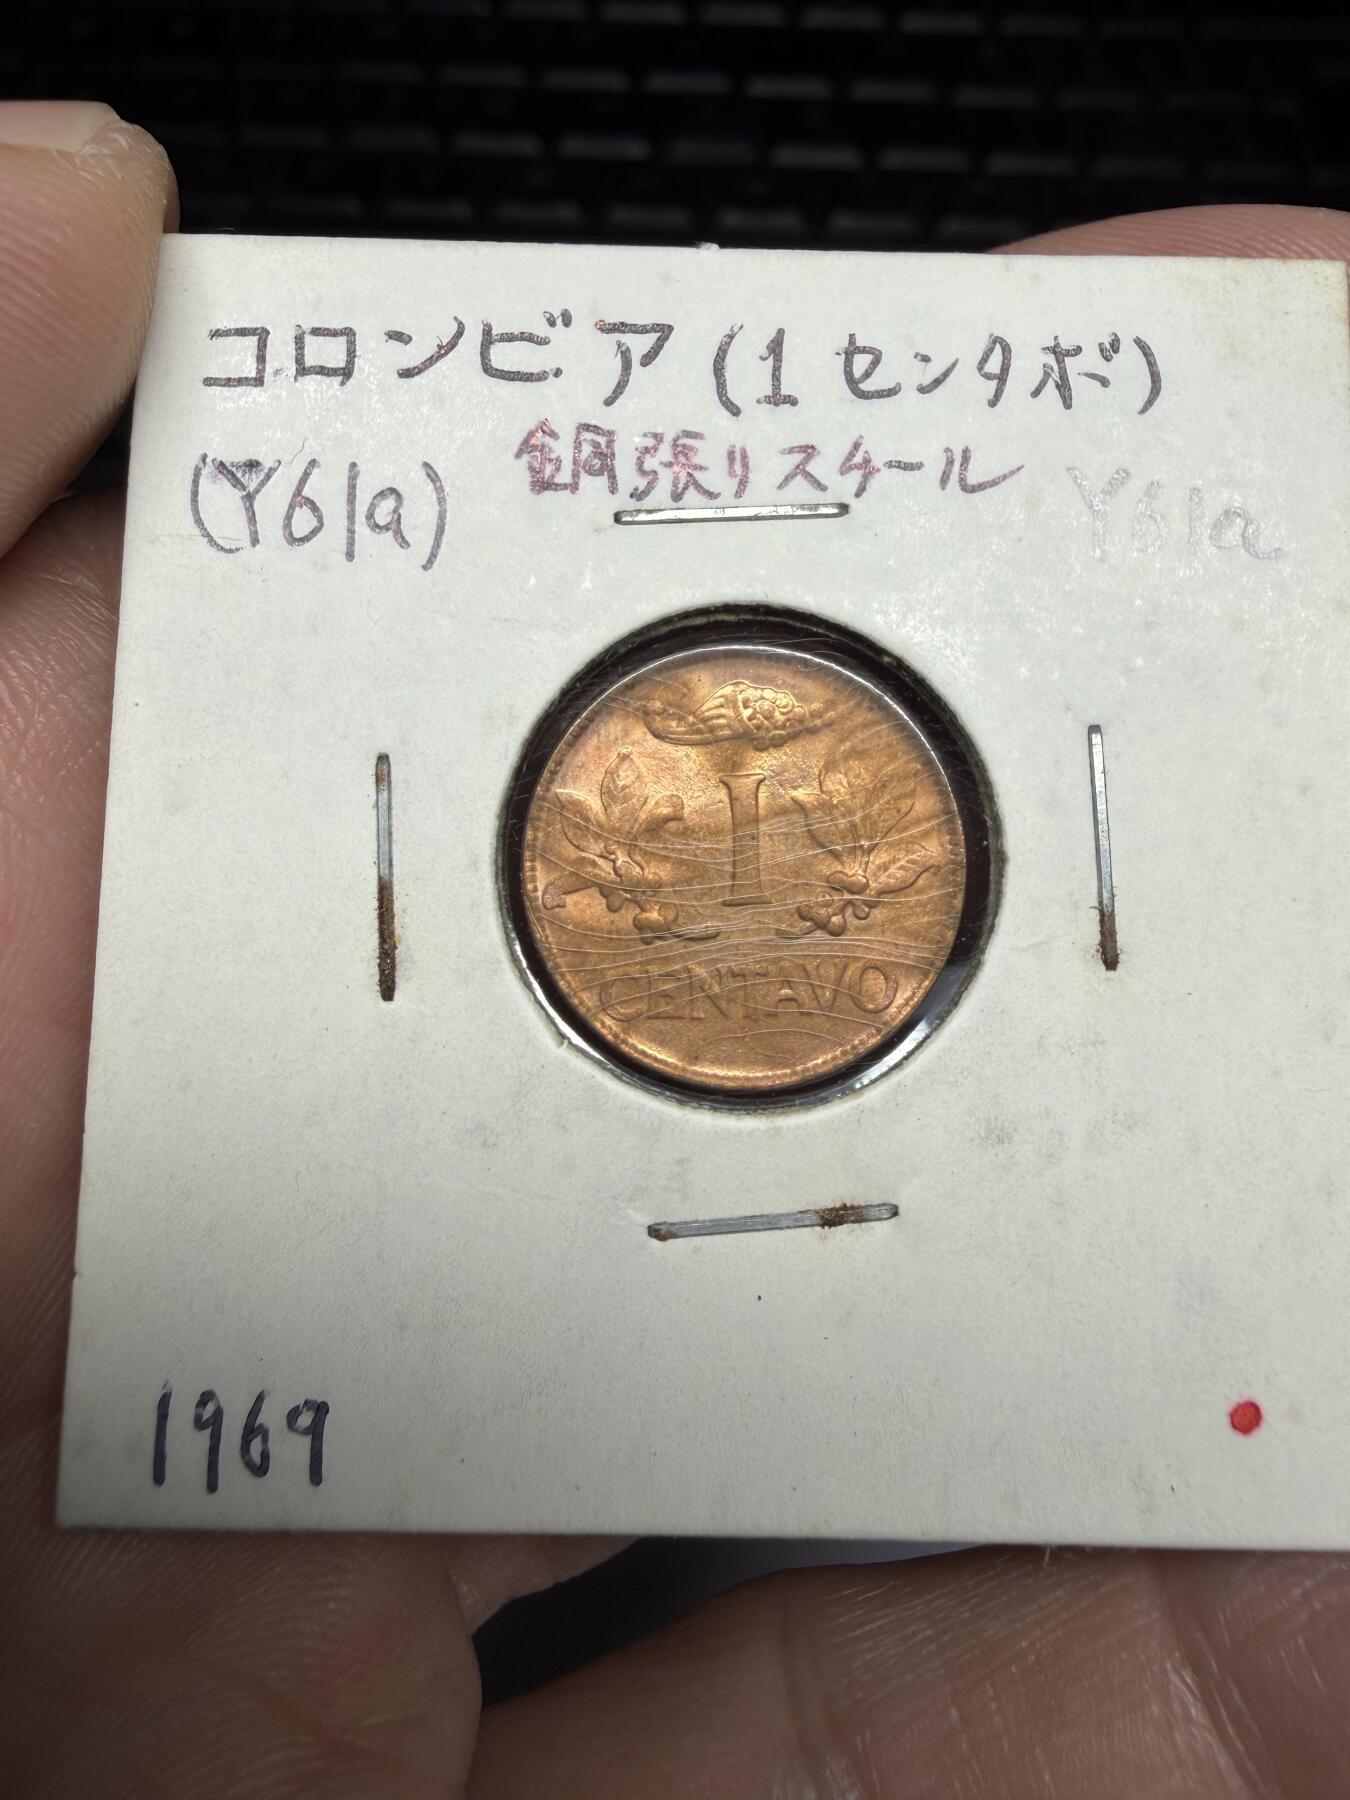 コロンビア (1センタボ)
銅張リスチール
(Y61a)
Y61a
I
CENTAVO
1969